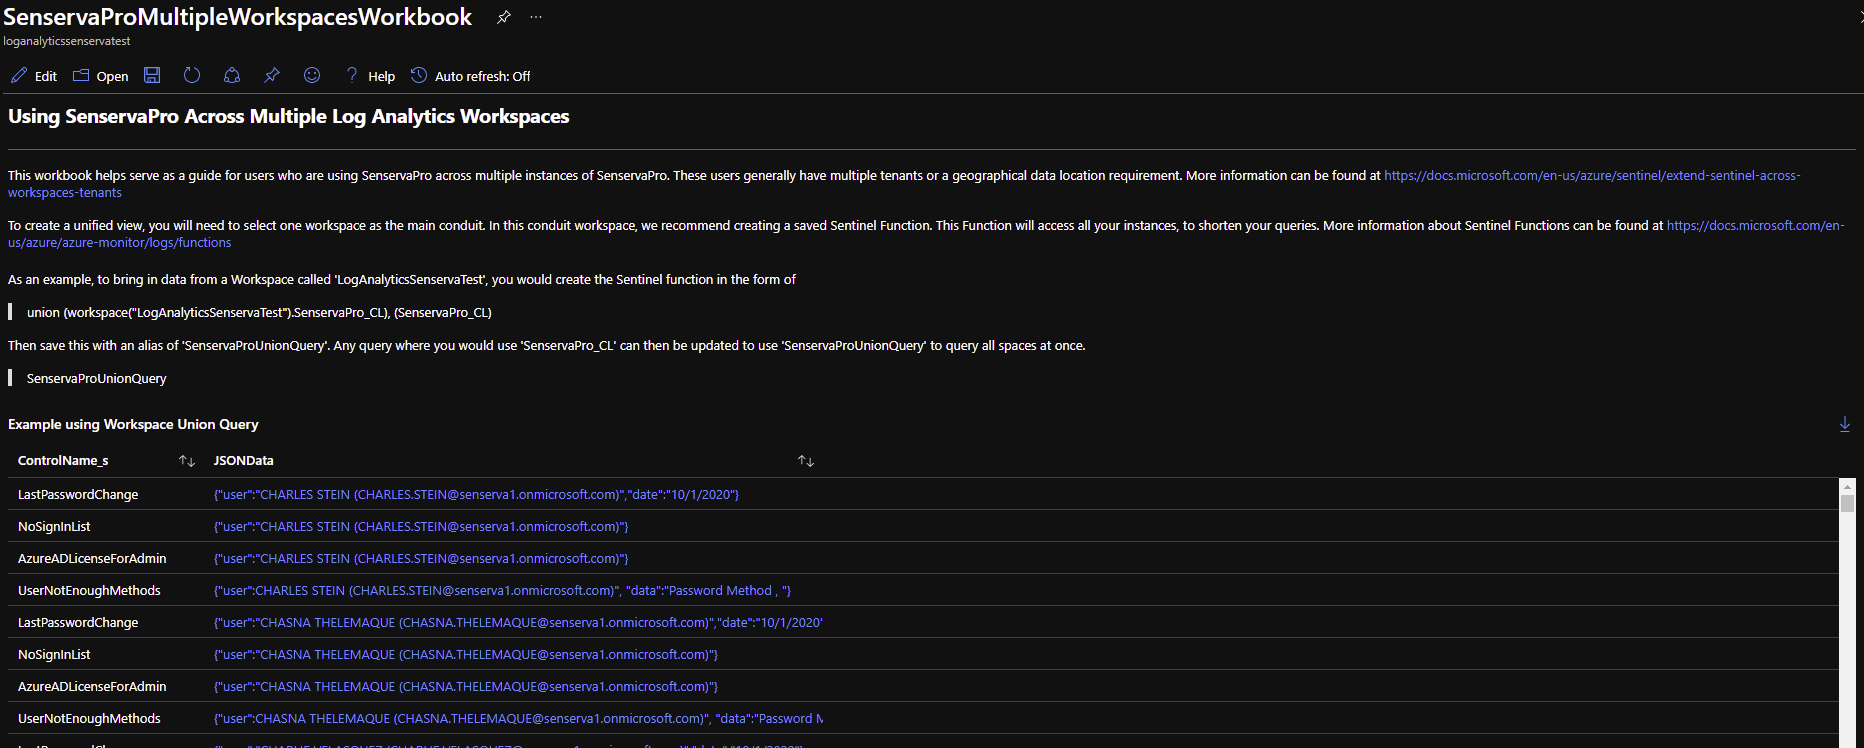 SenservaProMultipleWorkspacesWorkbook
loganalyticssenservatest
Edit Open Help Auto refresh: Off
Using SenservaPro Across Multiple Log Analytics Workspaces
This workbook helps serve as a guide for users who are using SenservaPro across multiple instances of SenservaPro. These users generally have multiple tenants or a geographical data location requirement. More information can be found at https://docs.microsoft.com/en-us/azure/sentinel/extend-sentinel-across-
workspaces-tenants
To create a unified view, you will need to select one workspace as the main conduit. In this conduit workspace, we recommend creating a saved Sentinel Function. This Function will access all your instances, to shorten your queries. More information about Sentinel Functions can be found at https://docs.microsoft.com/en-
us/azure/azure-monitor/logs/functions
As an example, to bring in data from a Workspace called 'LogAnalyticsSenservaTest', you would create the Sentinel function in the form of
union (workspace("LogAnalyticsSenservaTest").SenservaPro_CL), (SenservaPro_CL)
Then save this with an alias of 'SenservaProUnionQuery'. Any query where you would use 'SenservaPro_CL' can then be updated to use 'SenservaProUnionQuery' to query all spaces at once.
SenservaProUnionQuery
Example using Workspace Union Query
ControlName_s JSONData
LastPasswordChange {"user":"CHARLES STEIN (CHARLES.STEIN@senserva1.onmicrosoft.com)","date":"10/1/2020"}
NoSignInList {"user":"CHARLES STEIN (CHARLES.STEIN@senserva1.onmicrosoft.com)"}
AzureADLicenseForAdmin {"user":"CHARLES STEIN (CHARLES.STEIN@senserva1.onmicrosoft.com)"}
UserNotEnoughMethods {"user":CHARLES STEIN (CHARLES.STEIN@senserva1.onmicrosoft.com)", "data":"Password Method , "}
LastPasswordChange {"user":"CHASNA THELEMAQUE (CHASNA.THELEMAQUE@senserva1.onmicrosoft.com)","date":"10/1/2020"
NoSignInList {"user":"CHASNA THELEMAQUE (CHASNA.THELEMAQUE@senserva1.onmicrosoft.com)"}
AzureADLicenseForAdmin {"user":"CHASNA THELEMAQUE (CHASNA.THELEMAQUE@senserva1.onmicrosoft.com)"}
UserNotEnoughMethods {"user":CHASNA THELEMAQUE (CHASNA.THELEMAQUE@senserva1.onmicrosoft.com)", "data":"Password M